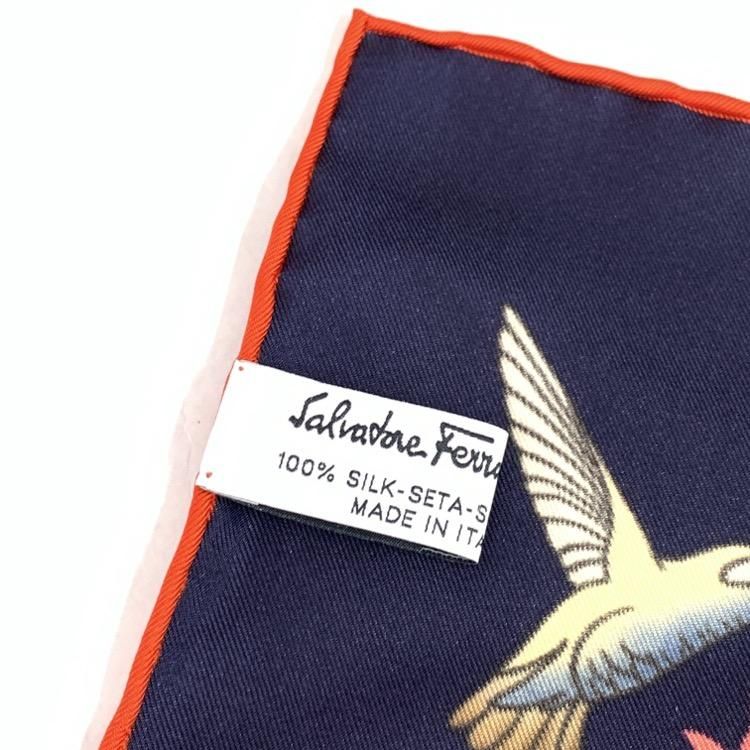 Salvatore Ferra
100% SILK-SETA-S
MADE IN ITA